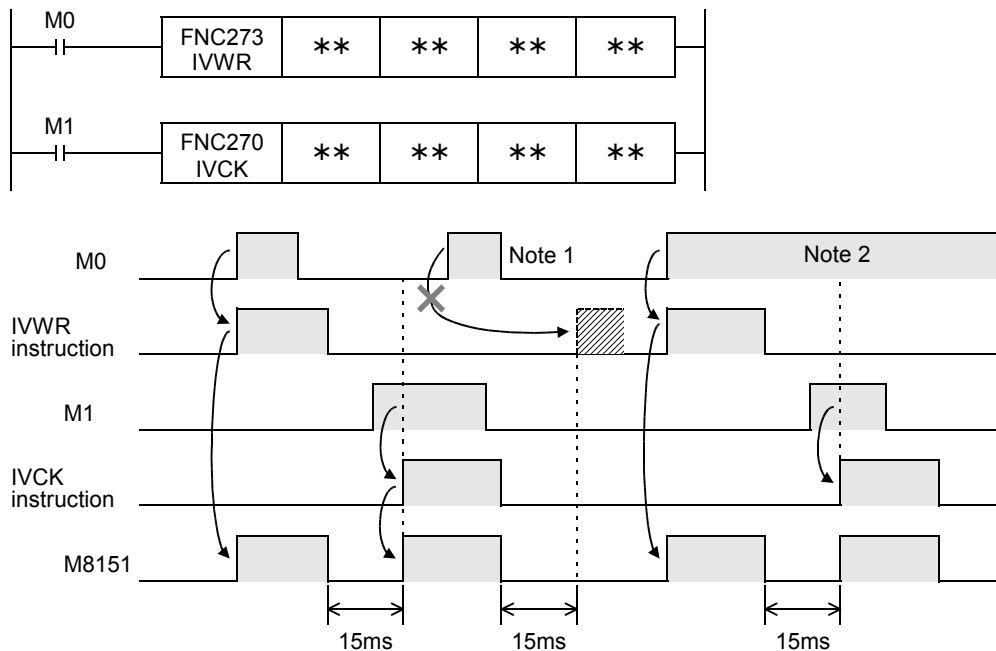 M0
FNC273 ** ** ** **
IVWR
M1
FNC270 ** ** ** **
IVCK
M0
Note 1
Note 2
IVWR
instruction
M1
IVCK
instruction
M8151
15ms 15ms 15ms